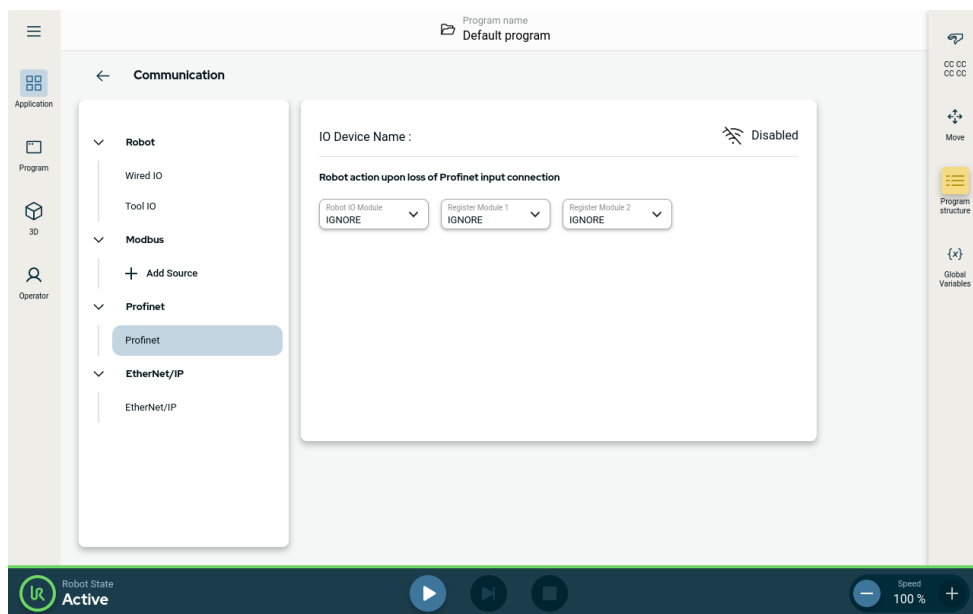 Program name
Default program
Application
Program
3D
Operator
Communication
Robot
Wired IO
Tool IO
Modbus
Add Source
Profinet
Profinet
EtherNet/IP
EtherNet/IP
IO Device Name :
Disabled
Robot action upon loss of Profinet input connection
Robot IO Module
IGNORE
Register Module 1
IGNORE
Register Module 2
IGNORE
CC CC
CC CC
Move
Program
structure
{x}
Global
Variables
UR
Robot State
Active
Speed
100 %